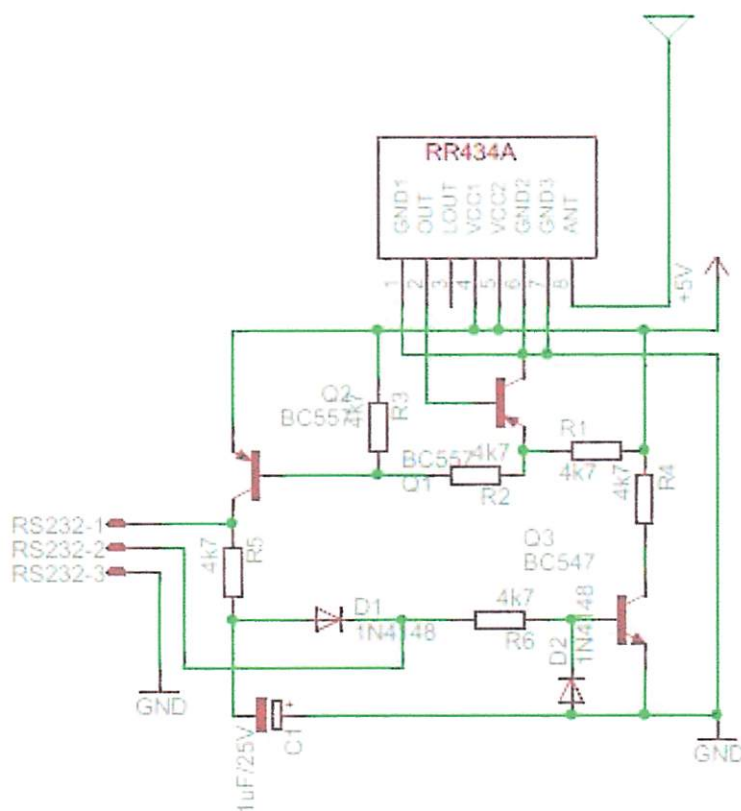 RR434A
GND1
OUT
LOUT
VCC1
VCC2
GND2
GND3
ANT
1
2
3
4
5
6
7
8
+5V
Q2
BC557
4k7
R3
BC557
Q1
4k7
R2
R1
4k7
4k7
R4
RS232-1
RS232-2
RS232-3
4k7
R5
Q3
BC547
D1
1N4148
4k7
R6
D2
1N4148
GND
1uF/25V
+
C1
GND